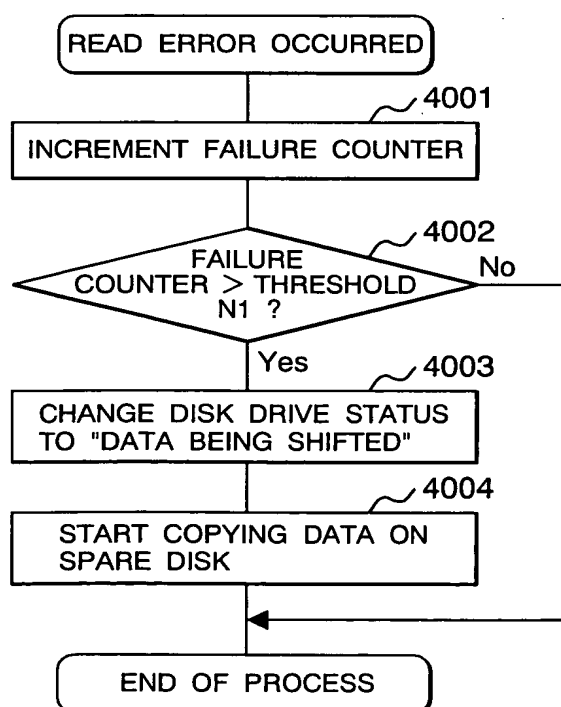 READ ERROR OCCURRED
4001
INCREMENT FAILURE COUNTER
4002
FAILURE
COUNTER > THRESHOLD
N1 ?
No
Yes
4003
CHANGE DISK DRIVE STATUS
TO "DATA BEING SHIFTED"
4004
START COPYING DATA ON
SPARE DISK
END OF PROCESS